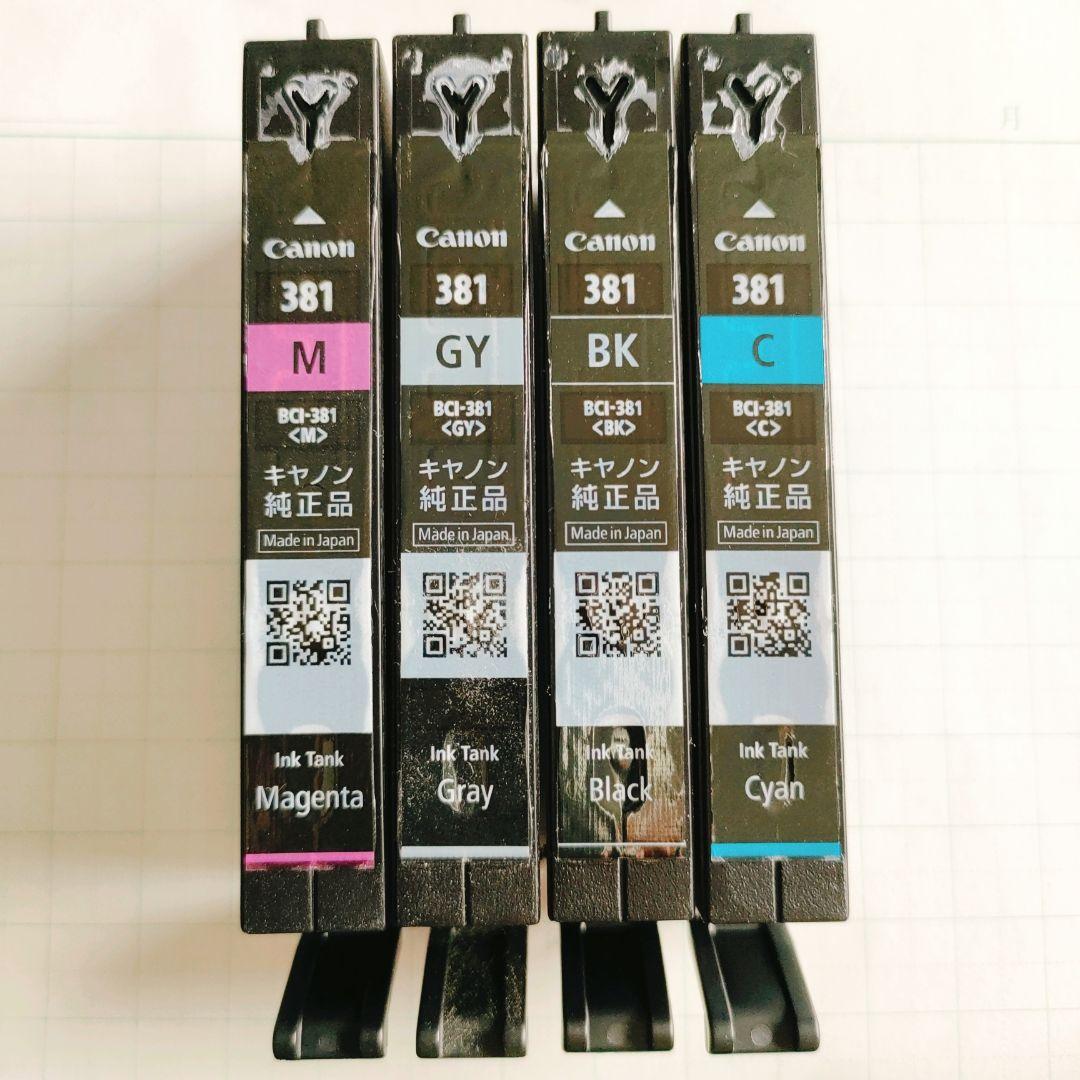 Canon
381
M
BCI-381
<M>
キヤノン
純正品
Made in Japan
Ink Tank
Magenta
Canon
381
GY
BCI-381
<GY>
キヤノン
純正品
Made in Japan
Ink Tank
Gray
Canon
381
BK
BCI-381
<BK>
キヤノン
純正品
Made in Japan
Ink Tank
Black
Canon
381
C
BCI-381
<C>
キヤノン
純正品
Made in Japan
Ink Tank
Cyan
月